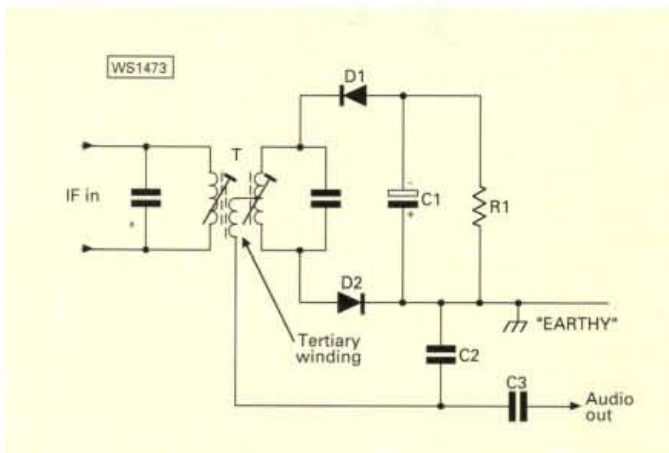 WS1473
D1
T
IF in
-
C1
+
R1
D2
Tertiary
winding
"EARTHY"
C2
C3
Audio
out